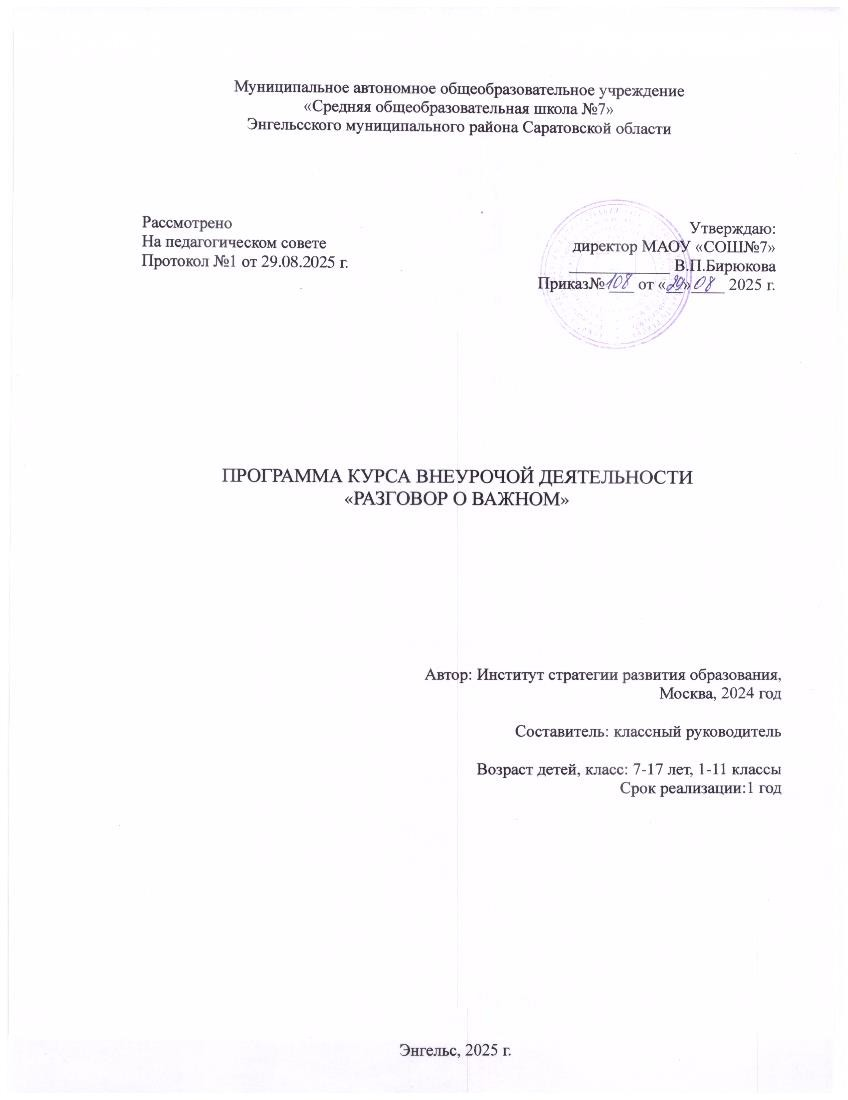 Муниципальное автономное общеобразовательное учреждение
«Средняя общеобразовательная школа №7»
Энгельсского муниципального района Саратовской области
Рассмотрено
На педагогическом совете
Протокол №1 от 29.08.2025 г.
Утверждаю:
директор МАОУ «СОШ№7»
____________ В.П.Бирюкова
Приказ№ 108 от «29» 08 2025 г.
ПРОГРАММА КУРСА ВНЕУРОЧОЙ ДЕЯТЕЛЬНОСТИ
«РАЗГОВОР О ВАЖНОМ»
Автор: Институт стратегии развития образования,
Москва, 2024 год
Составитель: классный руководитель
Возраст детей, класс: 7-17 лет, 1-11 классы
Срок реализации:1 год
Энгельс, 2025 г.